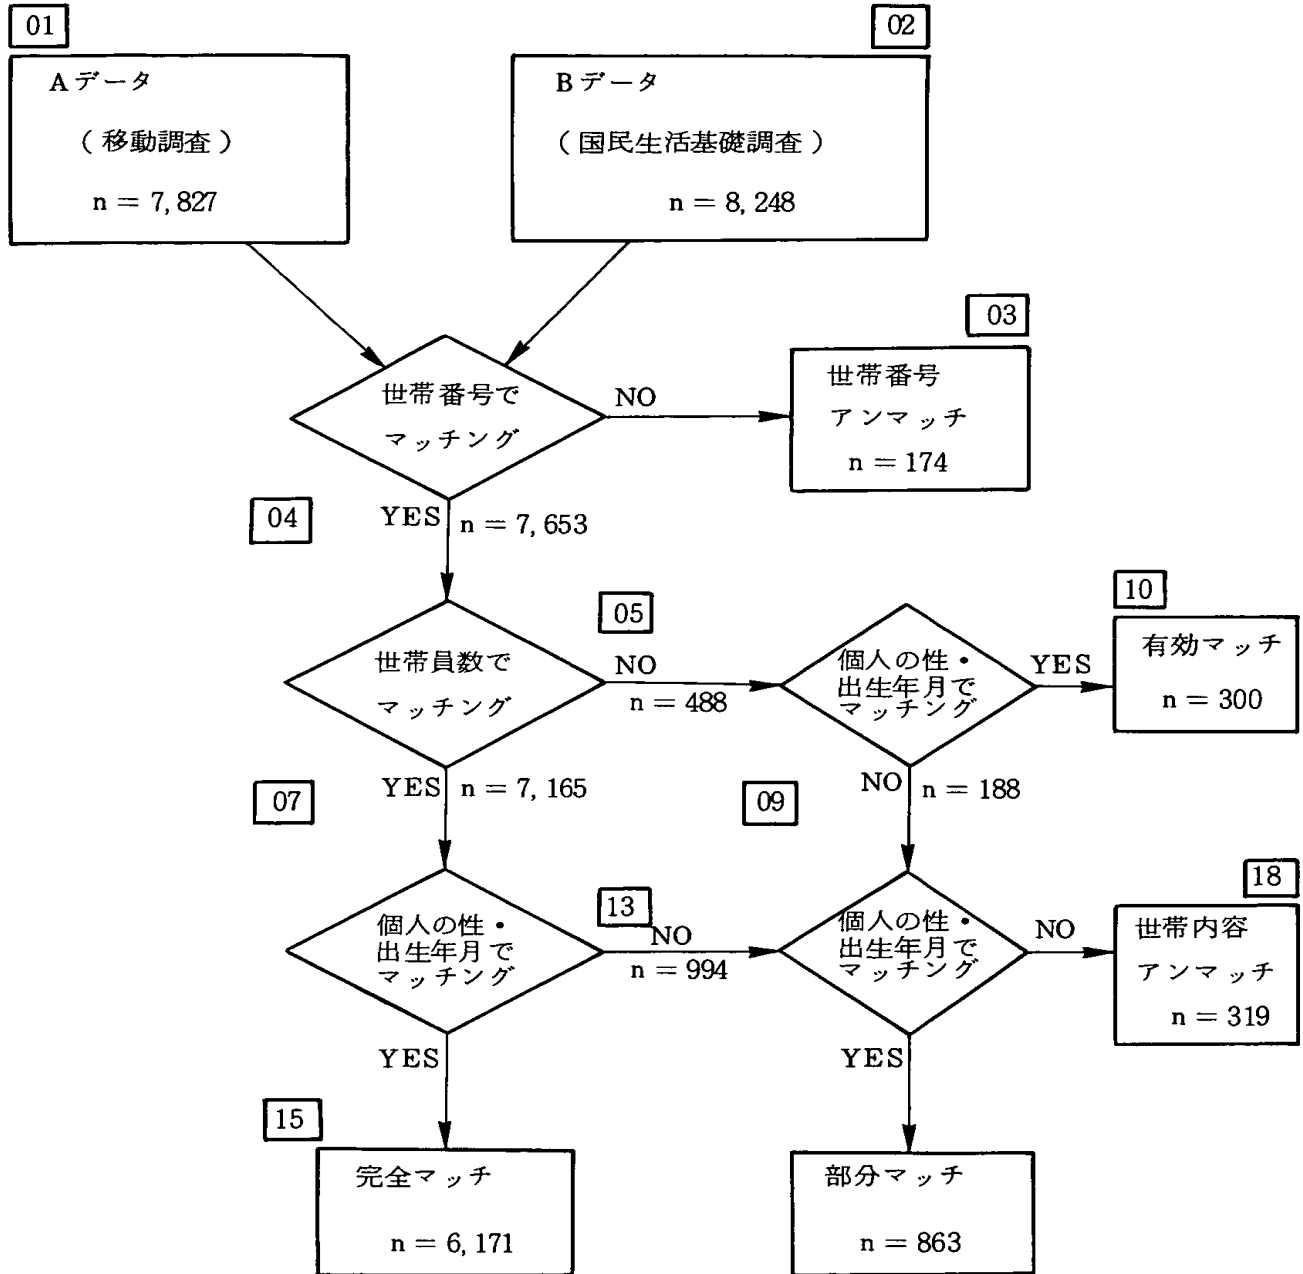 01
02
Aデータ
(移動調査)
n = 7,827
Bデータ
(国民生活基礎調査)
n = 8,248
03
世帯番号
アンマッチ
n = 174
世帯番号で
マッチング
NO
04
YES
n = 7,653
05
世帯員数で
マッチング
NO
n = 488
個人の性・
出生年月で
マッチング
YES
10
有効マッチ
n = 300
07
YES
n = 7,165
09
NO
n = 188
個人の性・
出生年月で
マッチング
13
NO
n = 994
個人の性・
出生年月で
マッチング
NO
18
世帯内容
アンマッチ
n = 319
YES
YES
15
完全マッチ
n = 6,171
部分マッチ
n = 863